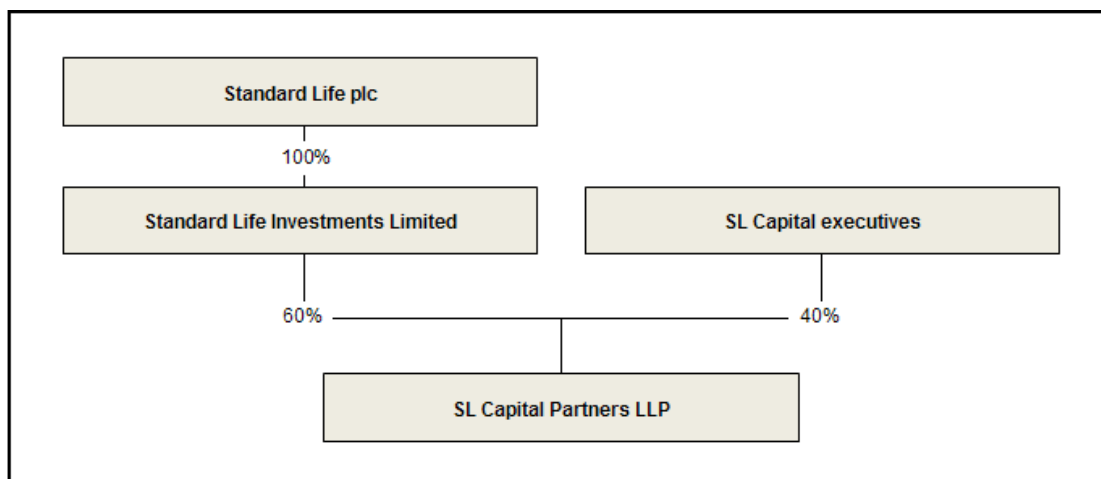 Standard Life plc
100%
Standard Life Investments Limited
SL Capital executives
60%
40%
SL Capital Partners LLP